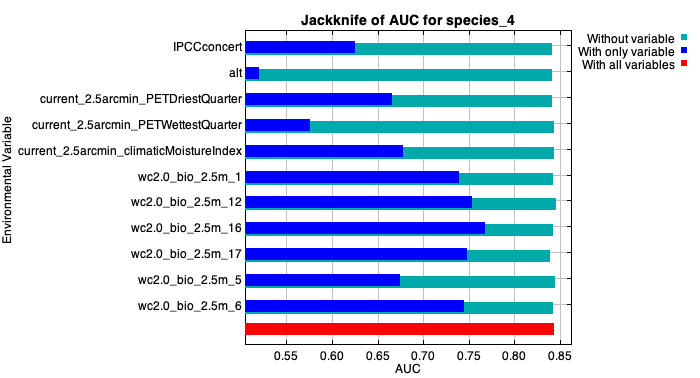 Jackknife of AUC for species_4
Without variable
With only variable
With all variables
Environmental Variable
IPCCconcert
alt
current_2.5arcmin_PETDriestQuarter
current_2.5arcmin_PETWettestQuarter
current_2.5arcmin_climaticMoistureIndex
wc2.0_bio_2.5m_1
wc2.0_bio_2.5m_12
wc2.0_bio_2.5m_16
wc2.0_bio_2.5m_17
wc2.0_bio_2.5m_5
wc2.0_bio_2.5m_6
0.55 0.60 0.65 0.70 0.75 0.80 0.85
AUC